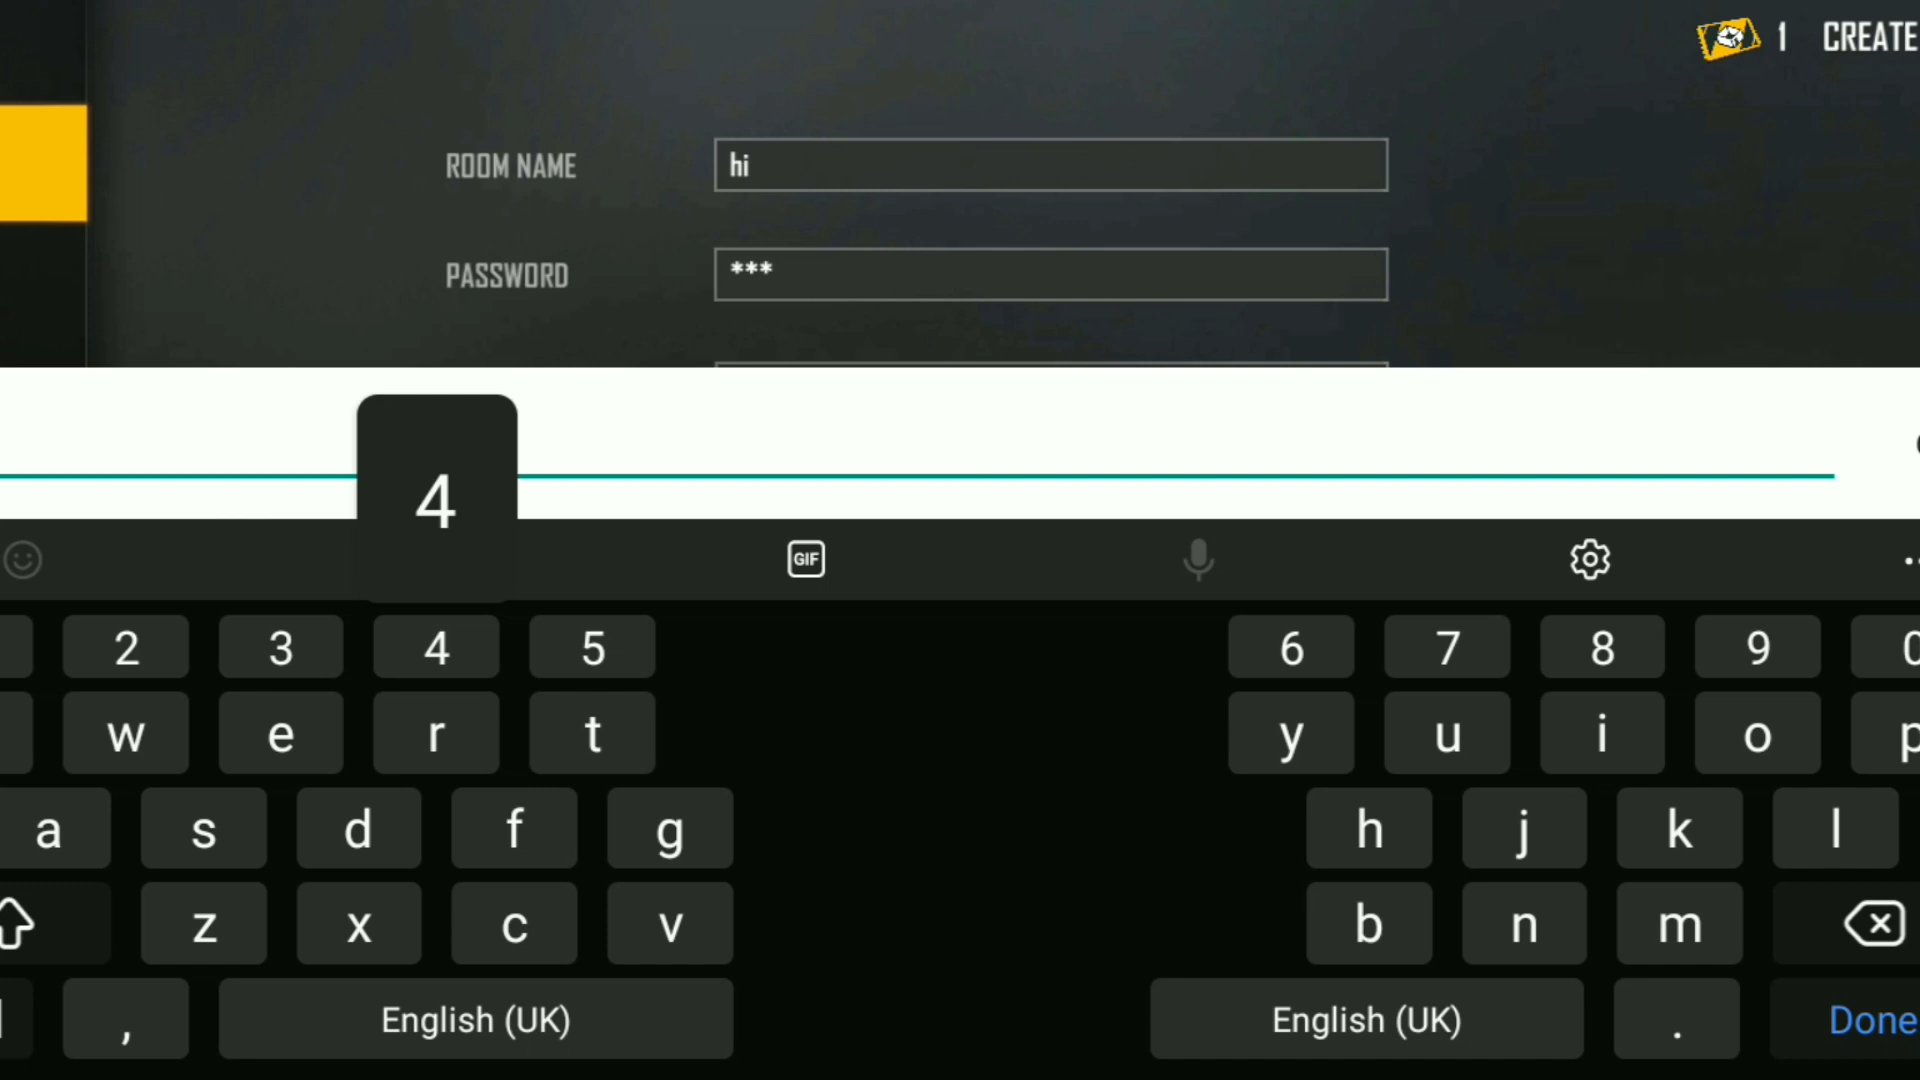 1 CREATE
ROOM NAME hi
PASSWORD ***
4
GIF
2 3 4 5 6 7 8 9 0
w e r t y u i o p
a s d f g h j k l
z x c v b n m
, English (UK) English (UK) . Done